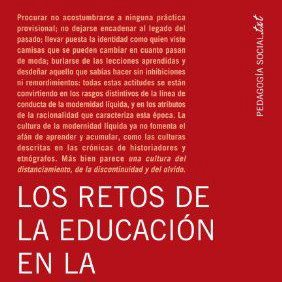 Procurar no acostumbrarse a ninguna práctica
provisional; no dejarse encadenar al legado del
pasado; llevar puesta la identidad como quien viste
camisas que se pueden cambiar en cuanto pasan
de moda; burlarse de las lecciones aprendidas y
desdeñar aquello que sabías hacer sin inhibiciones
ni remordimientos: todas estas actitudes se están
convirtiendo en los rasgos distintivos de la línea de
conducta de la modernidad líquida, y en los atributos
de la racionalidad que caracteriza esta época. La
cultura de la modernidad líquida ya no fomenta el
afán de aprender y acumular, como las culturas
descritas en las crónicas de historiadores y
etnógrafos. Más bien parece una cultura del
distanciamiento, de la discontinuidad y del olvido.
PEDAGOGÍA SOCIAL.txt
LOS RETOS DE
LA EDUCACIÓN
EN LA